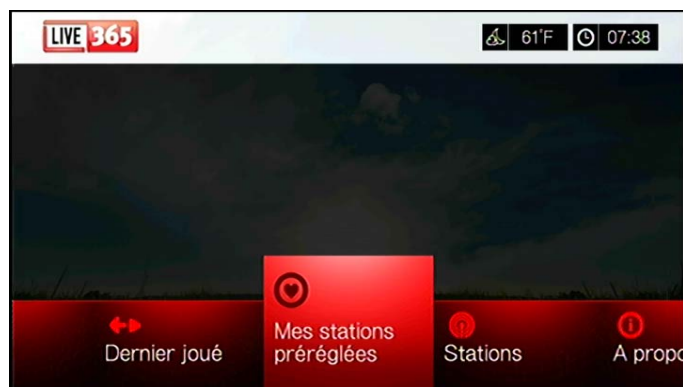 LIVE 365
61°F
07:38
Mes stations
préréglées
Dernier joué
Stations
A propo